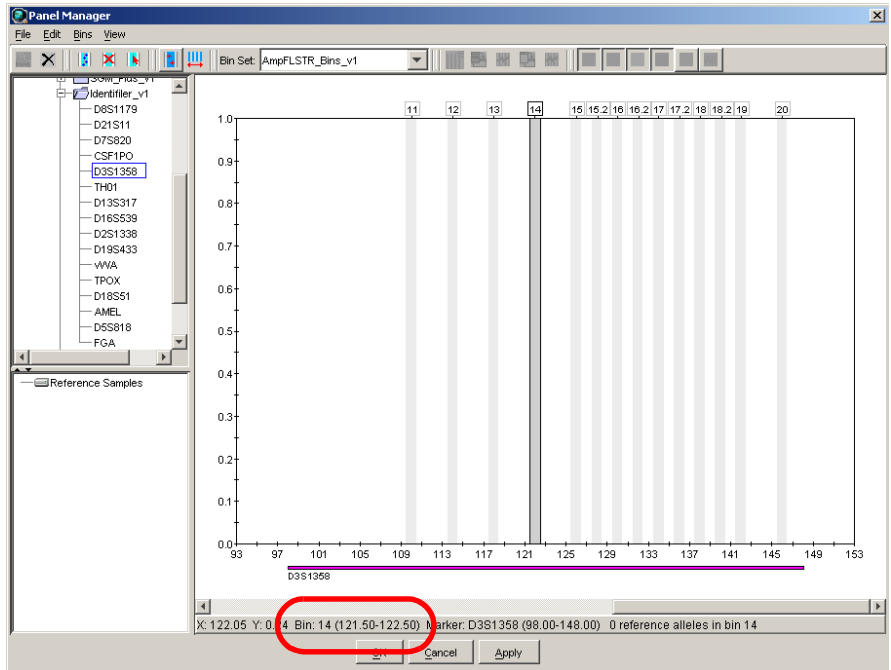 Panel Manager
File Edit Bins View
Bin Set: AmpFLSTR_Bins_v1
SGM_Plus_v1
Identifiler_v1
D8S1179
D21S11
D7S820
CSF1PO
D3S1358
TH01
D13S317
D16S539
D2S1338
D19S433
vWA
TPOX
D18S51
AMEL
D5S818
FGA
Reference Samples
11 12 13 14 15 15.2 16 16.2 17 17.2 18 18.2 19 20
1.0
0.9
0.8
0.7
0.6
0.5
0.4
0.3
0.2
0.1
0.0
93 97 101 105 109 113 117 121 125 129 133 137 141 145 149 153
D3S1358
X: 122.05 Y: 0.24 Bin: 14 (121.50-122.50) Marker: D3S1358 (98.00-148.00) 0 reference alleles in bin 14
OK Cancel Apply